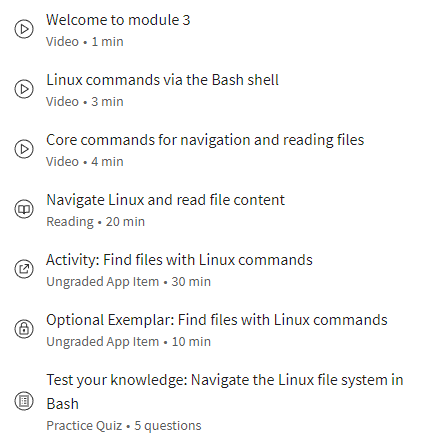 Welcome to module 3
Video • 1 min
Linux commands via the Bash shell
Video • 3 min
Core commands for navigation and reading files
Video • 4 min
Navigate Linux and read file content
Reading • 20 min
Activity: Find files with Linux commands
Ungraded App Item • 30 min
Optional Exemplar: Find files with Linux commands
Ungraded App Item • 10 min
Test your knowledge: Navigate the Linux file system in
Bash
Practice Quiz • 5 questions